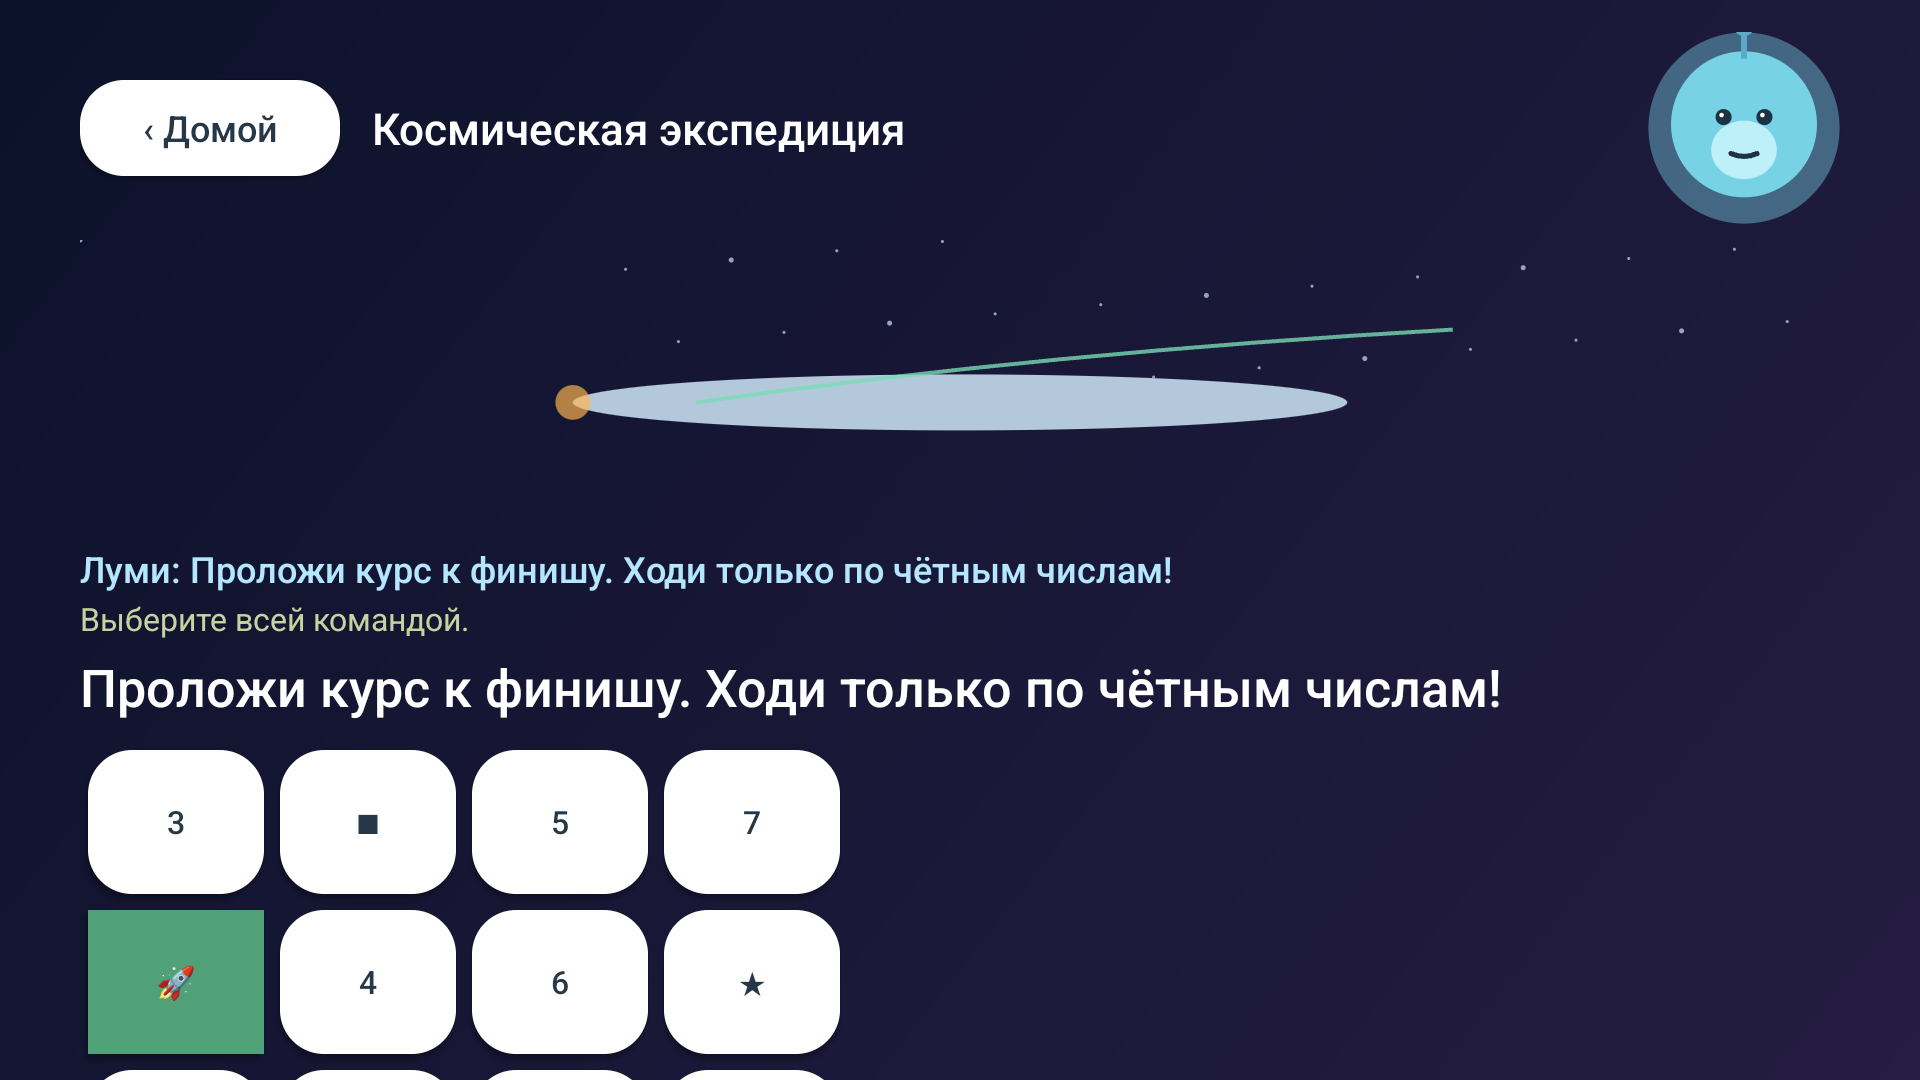 ‹ Домой
Космическая экспедиция
Луми: Проложи курс к финишу. Ходи только по чётным числам!
Выберите всей командой.
Проложи курс к финишу. Ходи только по чётным числам!
3 ■ 5 7
🚀 4 6 ★